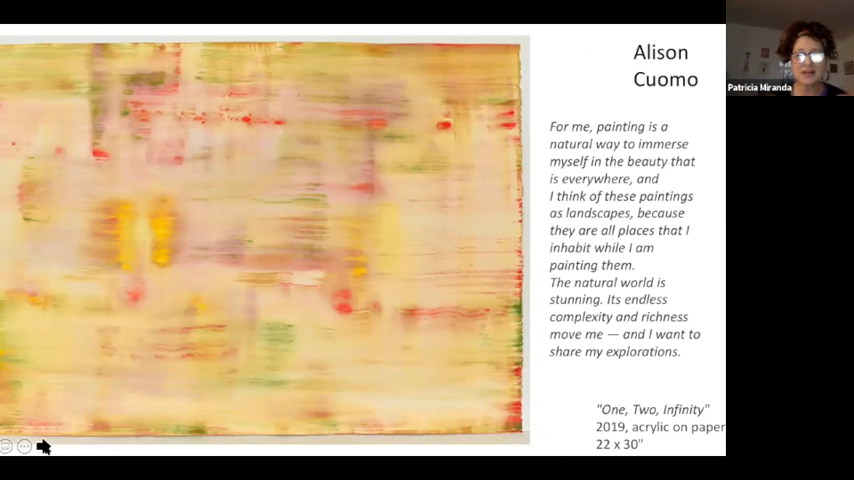 Alison
Cuomo
Patricia Miranda
For me, painting is a
natural way to immerse
myself in the beauty that
is everywhere, and
I think of these paintings
as landscapes, because
they are all places that I
inhabit while I am
painting them.
The natural world is
stunning. Its endless
complexity and richness
move me — and I want to
share my explorations.
"One, Two, Infinity"
2019, acrylic on paper
22 x 30"